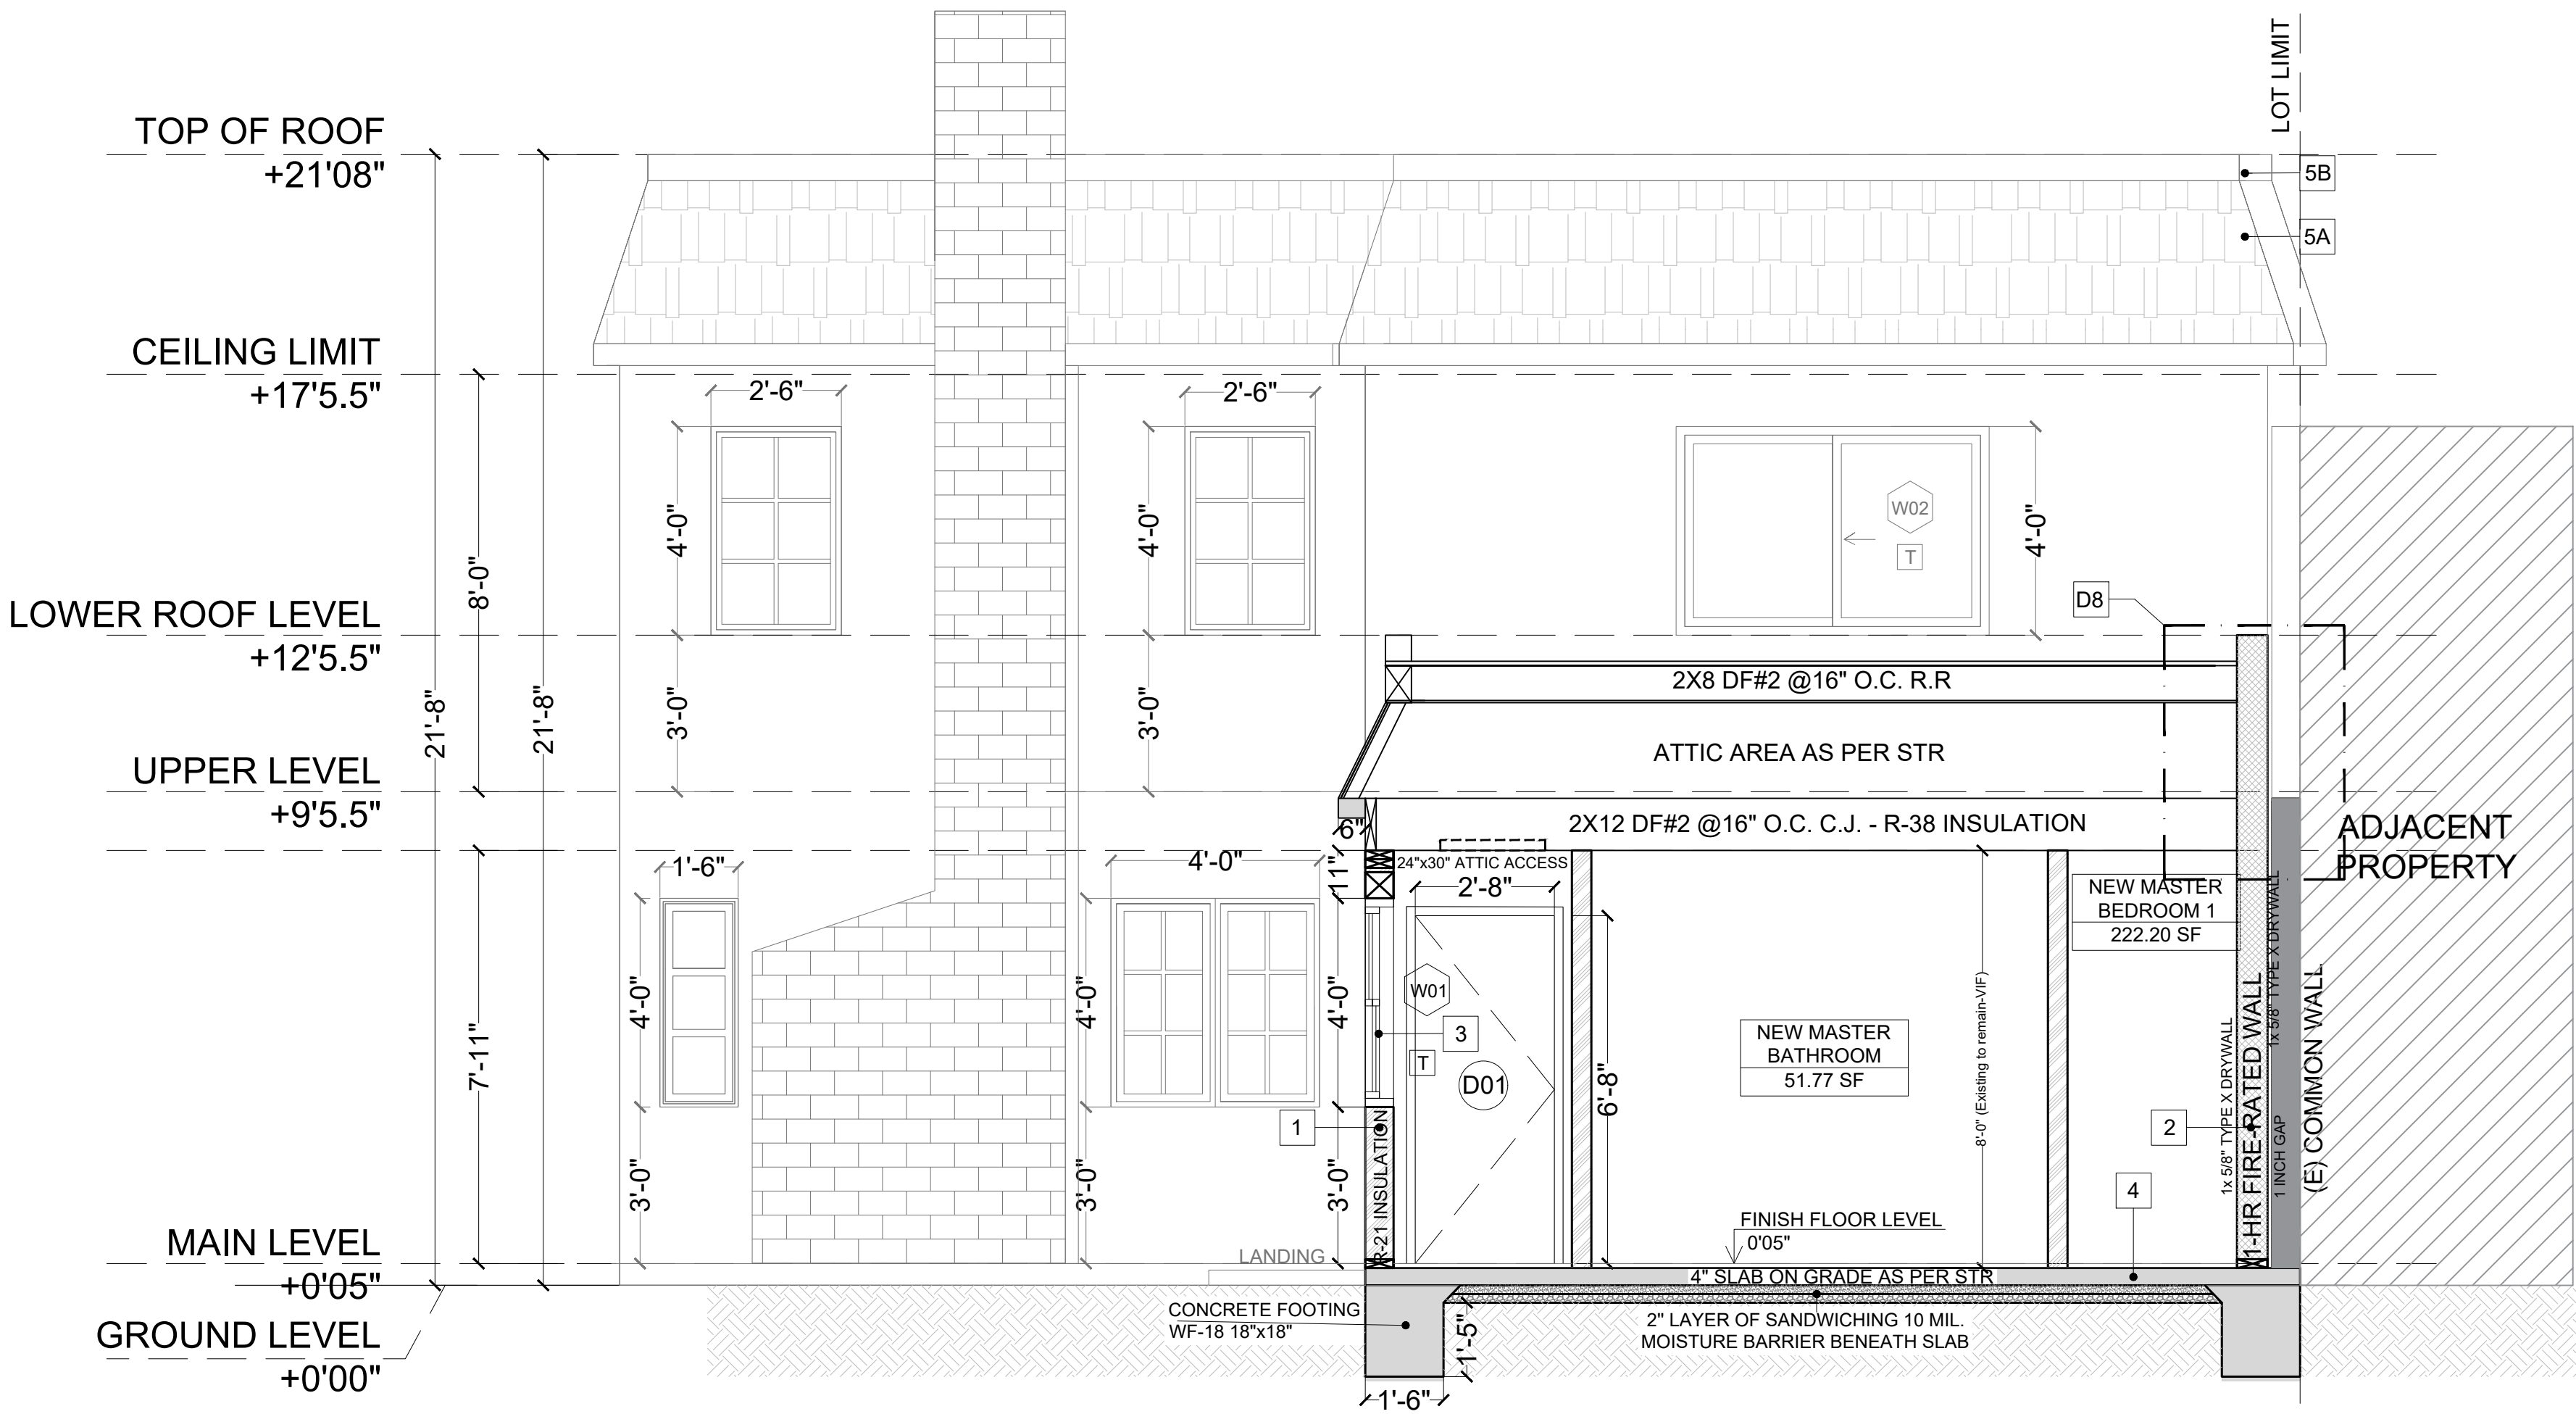 LOT LIMIT
TOP OF ROOF
+21'08"
5B
5A
CEILING LIMIT
+17'5.5"
2'-6"
2'-6"
4'-0"
4'-0"
W02
T
4'-0"
8'-0"
D8
LOWER ROOF LEVEL
+12'5.5"
21'-8"
21'-8"
3'-0"
3'-0"
2X8 DF#2 @16" O.C. R.R
ATTIC AREA AS PER STR
UPPER LEVEL
+9'5.5"
6"
2X12 DF#2 @16" O.C. C.J. - R-38 INSULATION
ADJACENT
PROPERTY
1'-6"
4'-0"
11"
24"x30" ATTIC ACCESS
2'-8"
NEW MASTER
BEDROOM 1
222.20 SF
4'-0"
4'-0"
4'-0"
W01
3
T
D01
6'-8"
NEW MASTER
BATHROOM
51.77 SF
8'-0" (Existing to remain-VIF)
7'-11"
1
2
3'-0"
3'-0"
3'-0"
R-21 INSULATION
1x 5/8" TYPE X DRYWALL
1-HR FIRE-RATED WALL
1x 5/8" TYPE X DRYWALL
1 INCH GAP
(E) COMMON WALL
4
FINISH FLOOR LEVEL
0'05"
MAIN LEVEL
+0'05"
LANDING
4" SLAB ON GRADE AS PER STR
CONCRETE FOOTING
WF-18 18"x18"
2" LAYER OF SANDWICHING 10 MIL.
MOISTURE BARRIER BENEATH SLAB
GROUND LEVEL
+0'00"
1'-5"
1'-6"